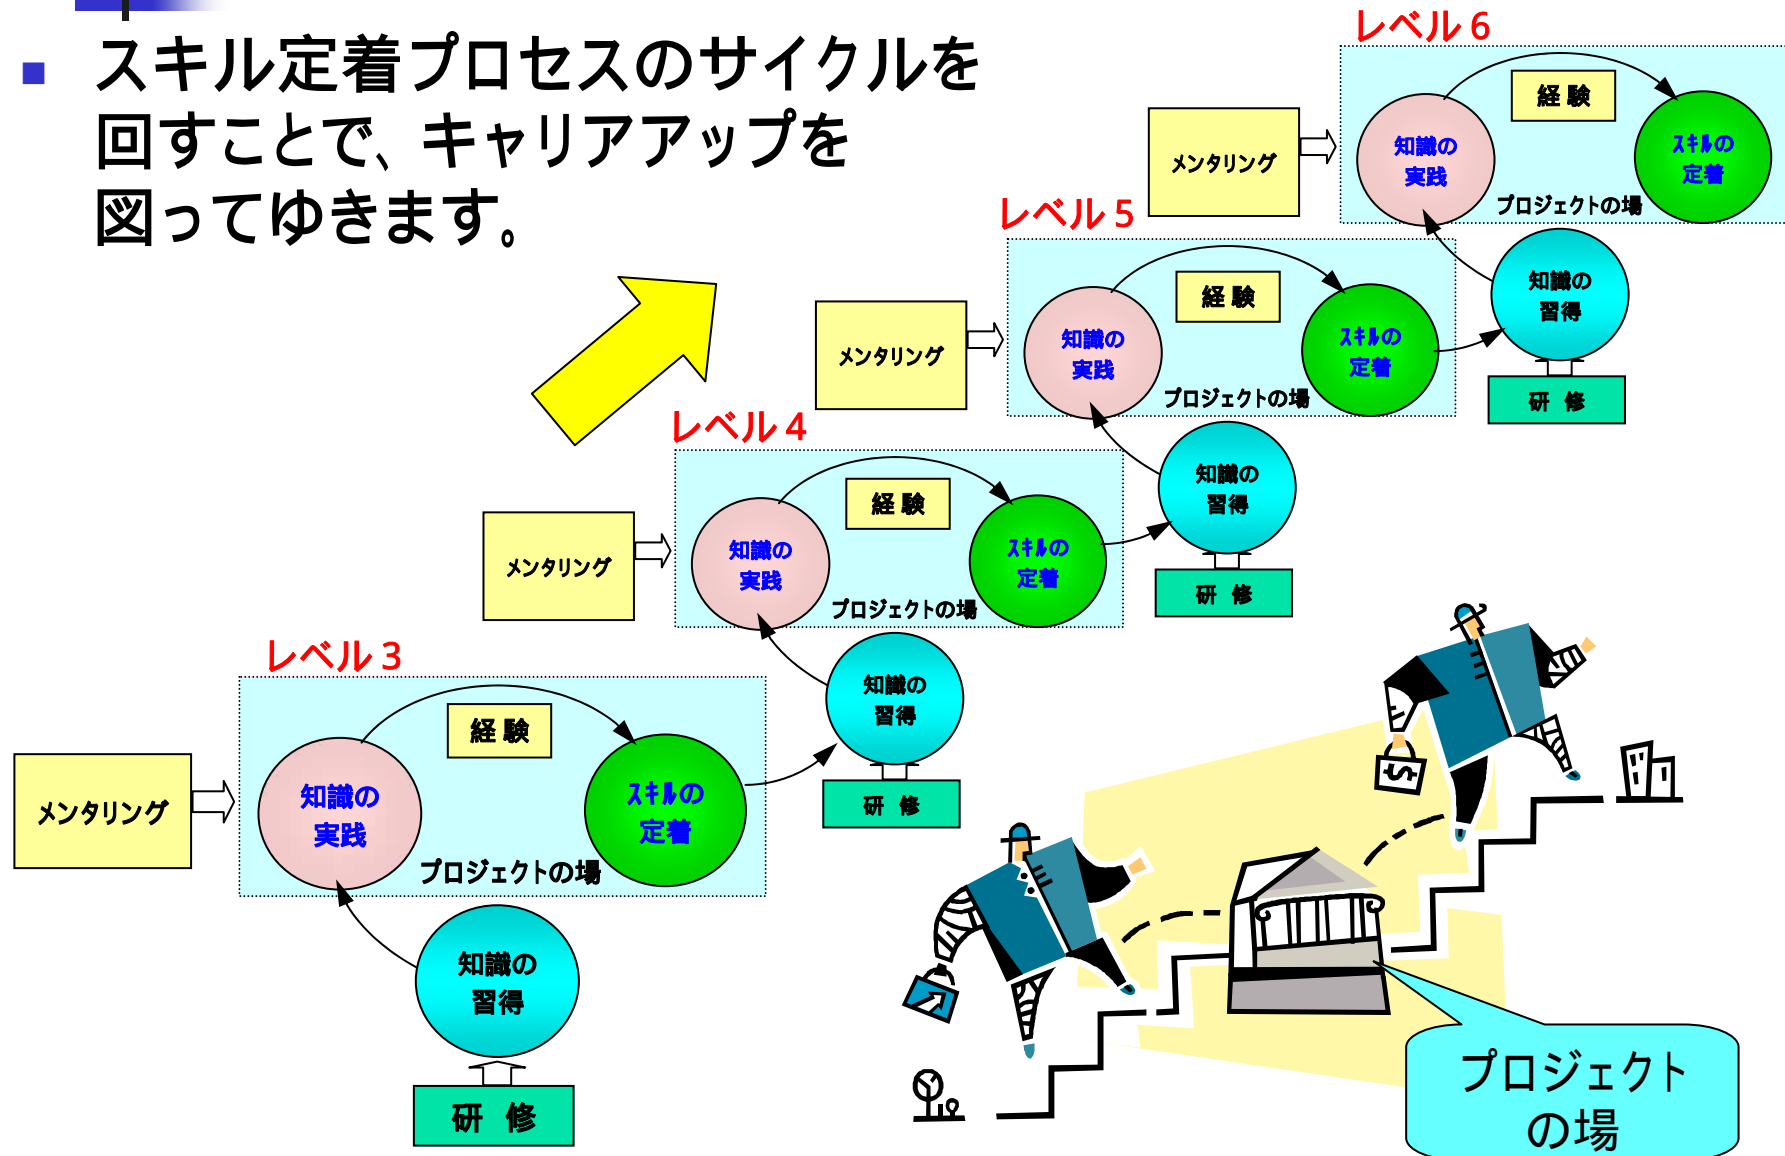 スキル定着プロセスのサイクルを
回すことで、キャリアアップを
図ってゆきます。
レベル6
メンタリング
経 験
知識の
実践
スキルの
定着
プロジェクトの場
知識の
習得
研 修
レベル5
メンタリング
経 験
知識の
実践
スキルの
定着
プロジェクトの場
知識の
習得
研 修
レベル4
メンタリング
経 験
知識の
実践
スキルの
定着
プロジェクトの場
知識の
習得
研 修
レベル3
メンタリング
経 験
知識の
実践
スキルの
定着
プロジェクトの場
知識の
習得
研 修
$
プロジェクト
の場